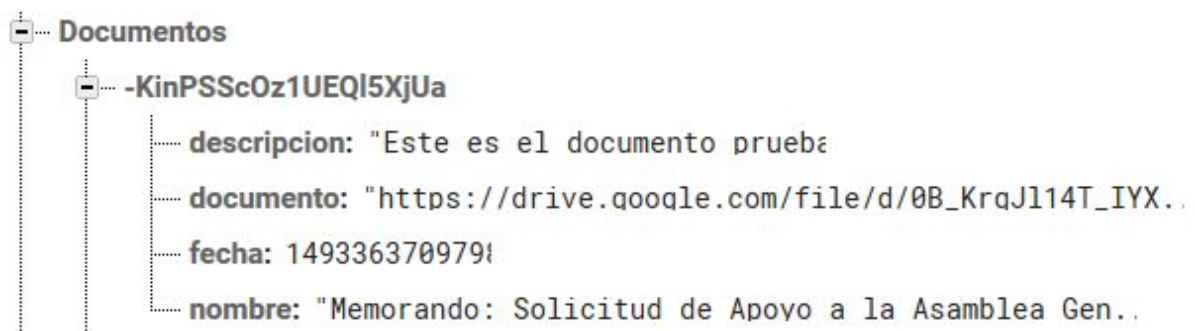 Documentos
-KinPSScOz1UEQl5XjUa
descripcion: "Este es el documento prueba
documento: "https://drive.google.com/file/d/0B_KrqJl14T_IYX..
fecha: 1493363709798
nombre: "Memorando: Solicitud de Apoyo a la Asamblea Gen..